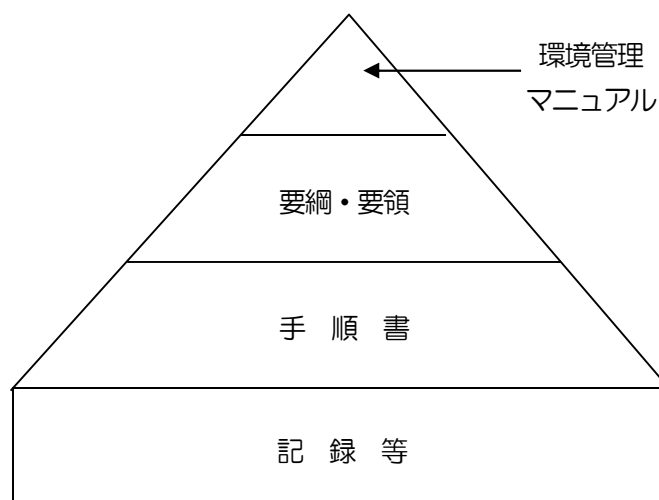 環境管理
マニュアル
要綱・要領
手 順 書
記 録 等